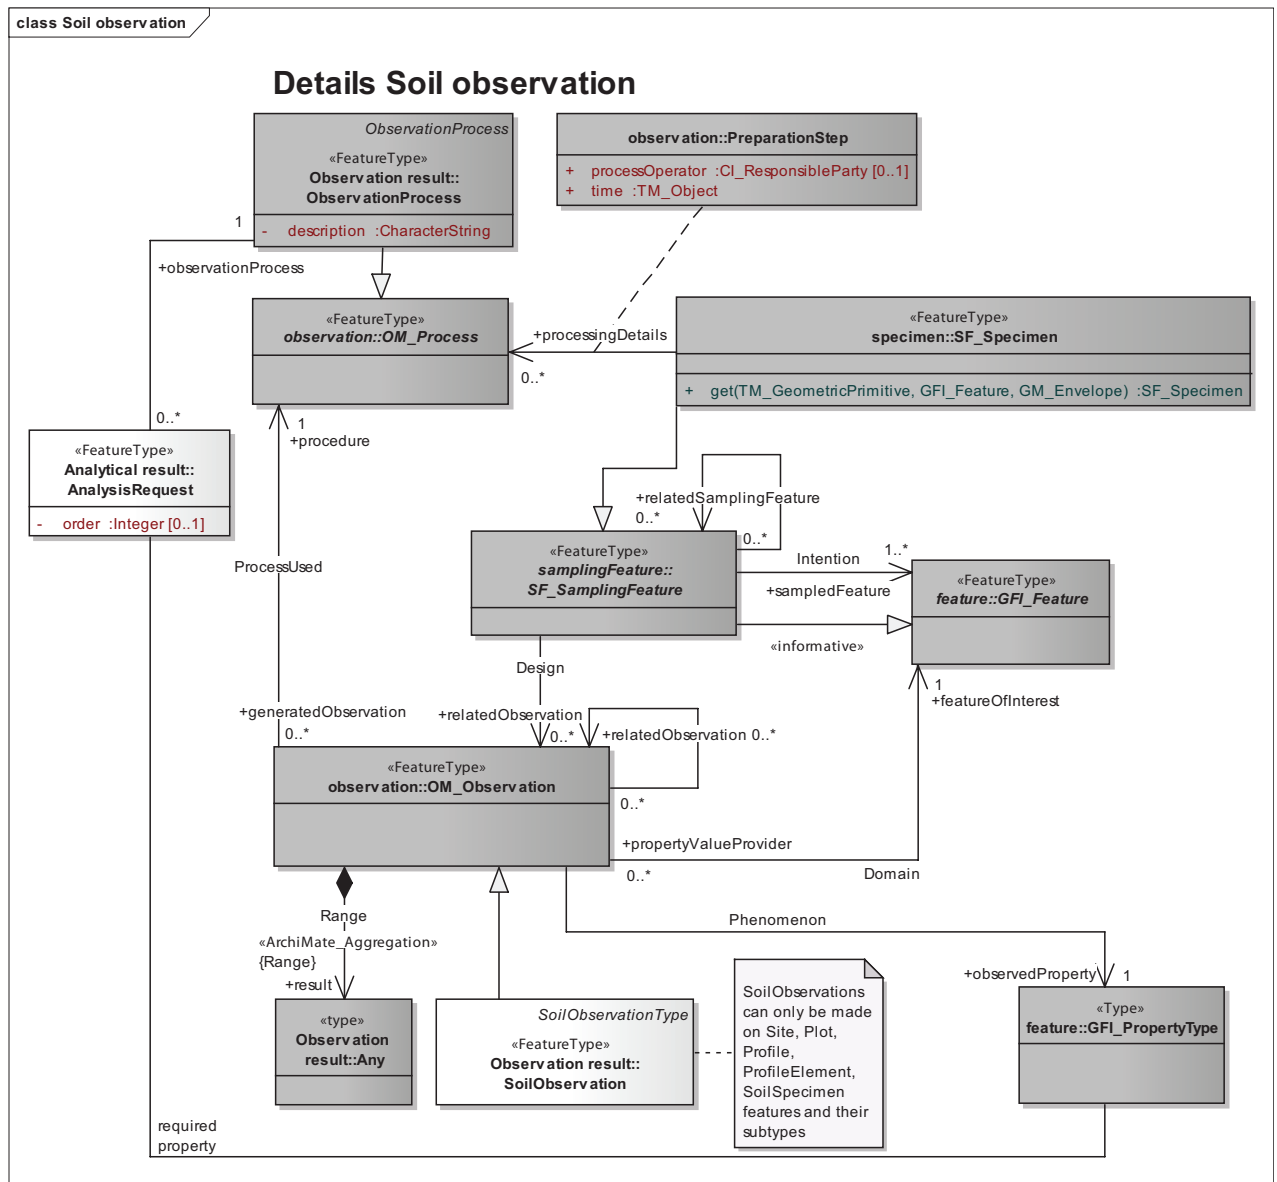 class Soil observation
Details Soil observation
ObservationProcess
«FeatureType»
Observation result::
ObservationProcess
- description :CharacterString
observation::PreparationStep
+ processOperator :CI_ResponsibleParty [0..1]
+ time :TM_Object
1
+observationProcess
«FeatureType»
observation::OM_Process
+processingDetails
0..*
«FeatureType»
specimen::SF_Specimen
+ get(TM_GeometricPrimitive, GFI_Feature, GM_Envelope) :SF_Specimen
0..*
1
+procedure
«FeatureType»
Analytical result::
AnalysisRequest
- order :Integer [0..1]
+relatedSamplingFeature
0..*
0..*
«FeatureType»
samplingFeature::
SF_SamplingFeature
Intention
1..*
+sampledFeature
«informative»
«FeatureType»
feature::GFI_Feature
ProcessUsed
Design
1
+featureOfInterest
+generatedObservation
0..*
+relatedObservation
0..*
+relatedObservation 0..*
0..*
«FeatureType»
observation::OM_Observation
+propertyValueProvider
0..*
Domain
Range
«ArchiMate_Aggregation»
{Range}
+result
Phenomenon
+observedProperty
1
«type»
Observation
result::Any
SoilObservationType
«FeatureType»
Observation result::
SoilObservation
SoilObservations
can only be made
on Site, Plot,
Profile,
ProfileElement,
SoilSpecimen
features and their
subtypes
«Type»
feature::GFI_PropertyType
required
property